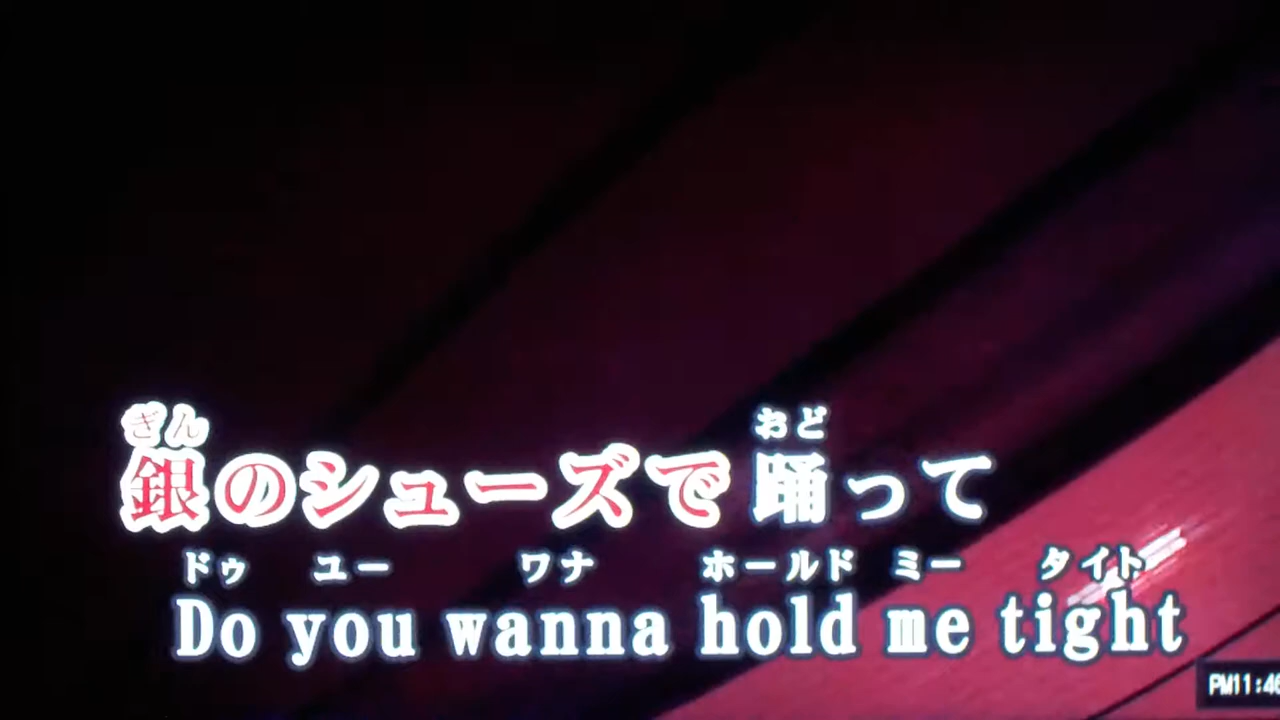 ぎん おど
銀のシューズで 踊って
ドゥ ユー ワナ ホールド ミー タイト
Do you wanna hold me tight
PM11:46